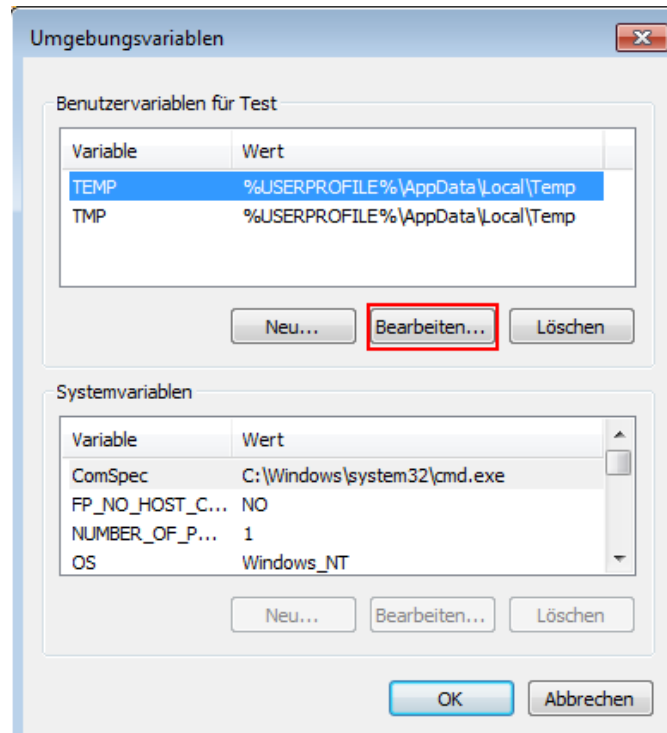 Umgebungsvariablen
Benutzervariablen für Test
Variable Wert
TEMP %USERPROFILE%\AppData\Local\Temp
TMP %USERPROFILE%\AppData\Local\Temp
Neu... Bearbeiten... Löschen
Systemvariablen
Variable Wert
ComSpec C:\Windows\system32\cmd.exe
FP_NO_HOST_C... NO
NUMBER_OF_P... 1
OS Windows_NT
Neu... Bearbeiten... Löschen
OK Abbrechen